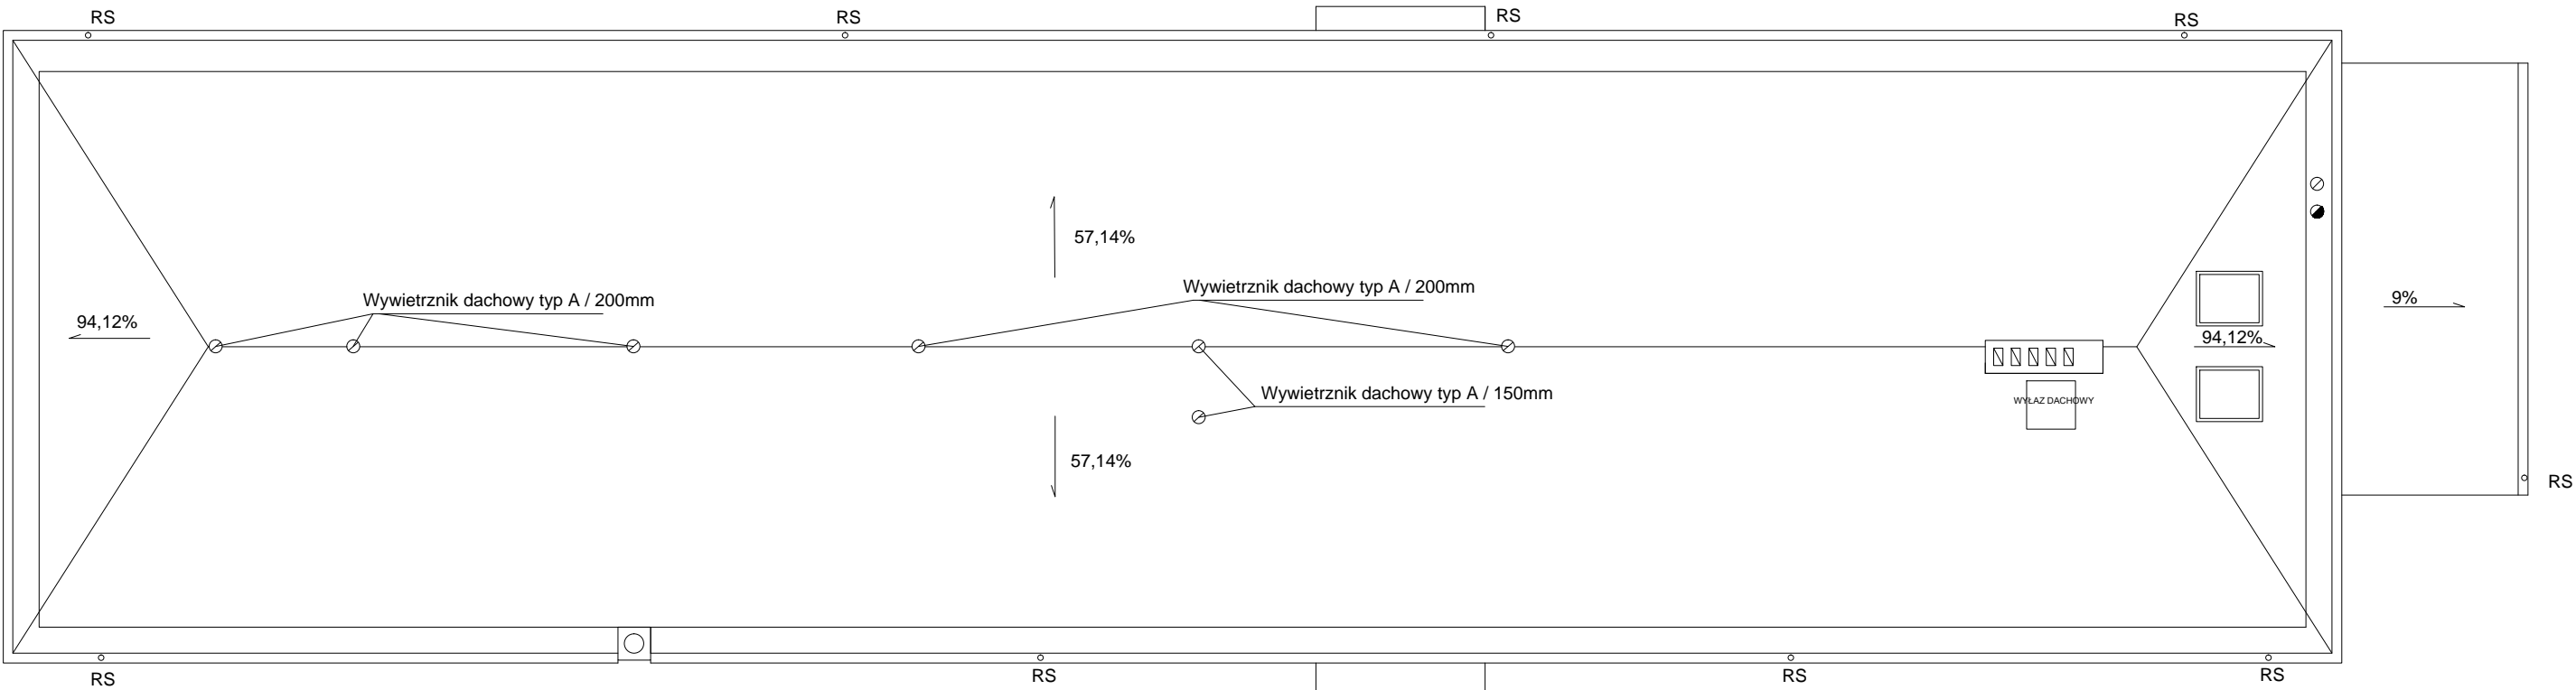 RS
RS
RS
RS
57,14%
Wywietrznik dachowy typ A / 200mm
Wywietrznik dachowy typ A / 200mm
9%
94,12%
94,12%
Wywietrznik dachowy typ A / 150mm
WYŁAZ DACHOWY
57,14%
RS
RS
RS
RS
RS